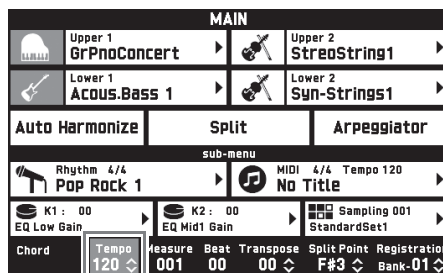 MAIN
Upper 1
GrPnoConcert
Upper 2
StreoString1
Lower 1
Acous.Bass 1
Lower 2
Syn-Strings1
Auto Harmonize
Split
Arpeggiator
sub-menu
Rhythm 4/4
Pop Rock 1
MIDI 4/4 Tempo 120
No Title
K1 : 00
EQ Low Gain
K2 : 00
EQ Mid1 Gain
Sampling 001
StandardSet1
Chord Tempo Measure Beat Transpose Split Point Registration
120 001 00 00 F#3 Bank-01